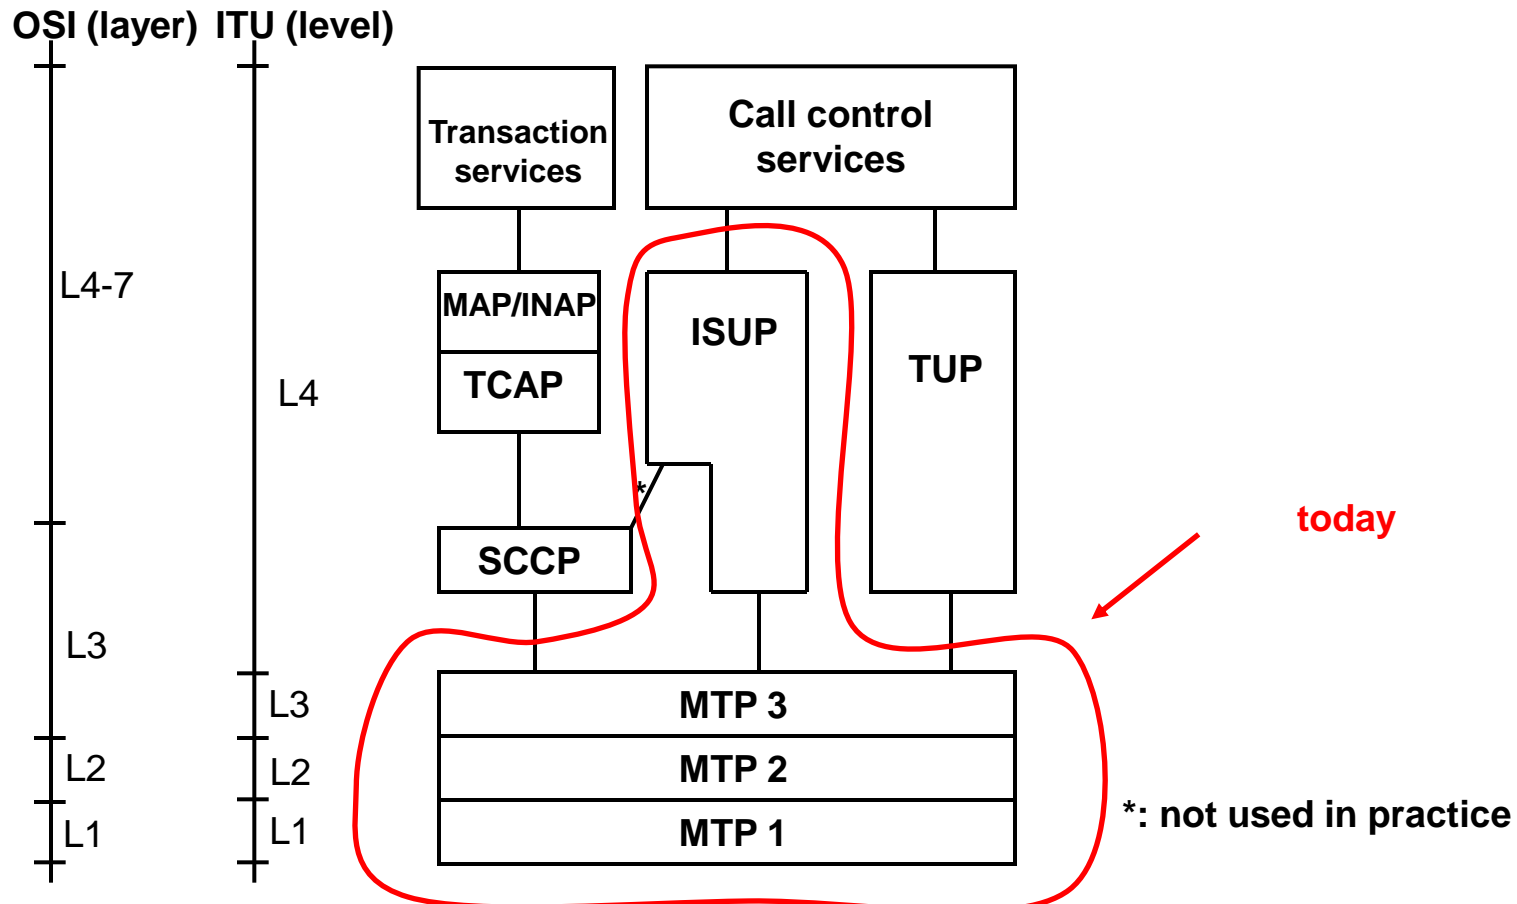 OSI (layer) ITU (level)
Transaction
services
Call control
services
L4-7
MAP/INAP
ISUP
TUP
TCAP
L4
*
today
SCCP
L3
L3
MTP 3
L2
L2
MTP 2
*: not used in practice
L1
L1
MTP 1